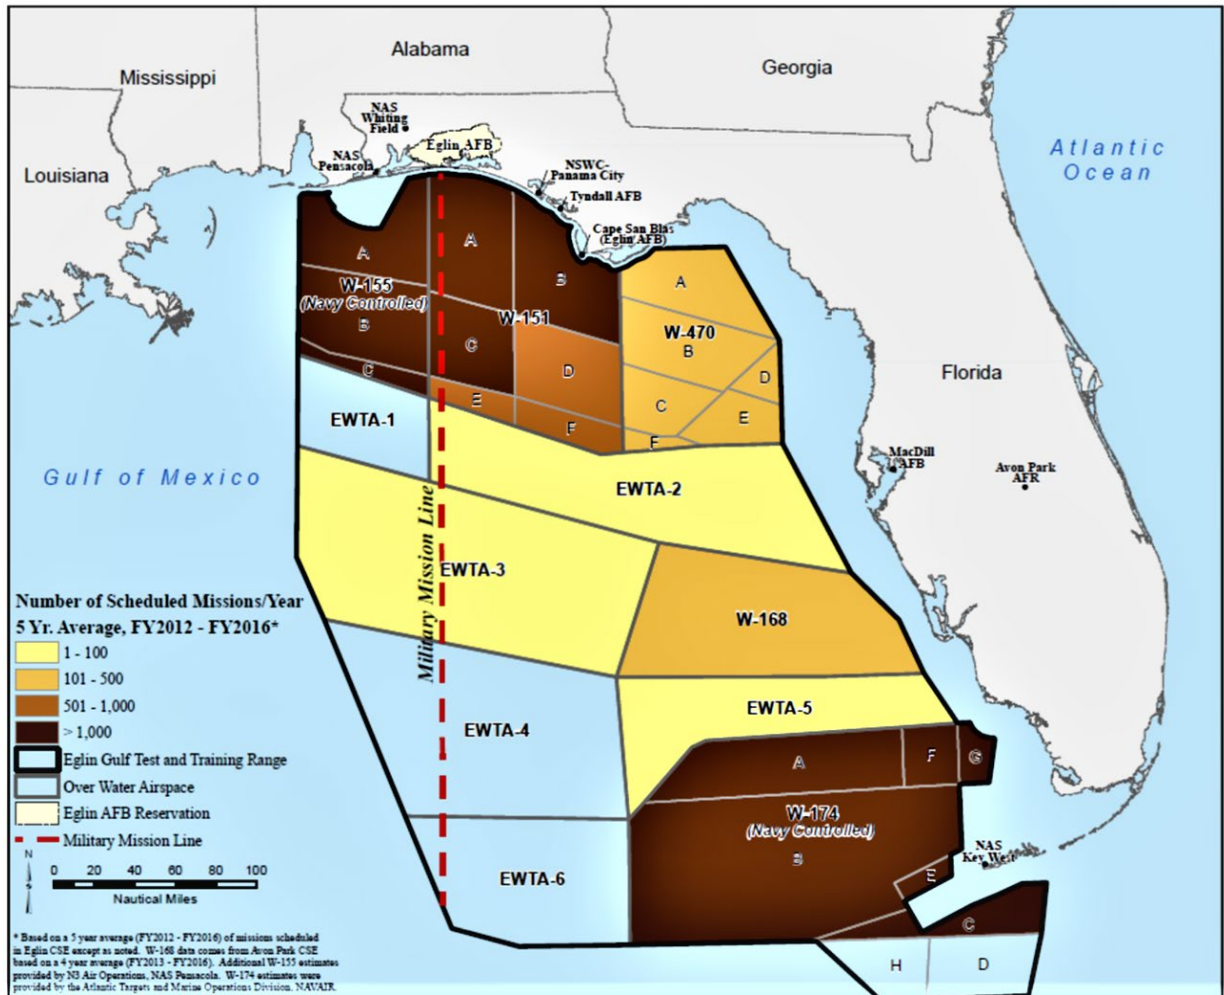 Alabama
Mississippi
Georgia
Louisiana
NAS
Whiting
Field
Eglin AFB
NAS
Pensacola
NSWC-
Panama City
Tyndall AFB
Cape San Blas
(Eglin AFB)
Atlantic
Ocean
A
A
B
W-155
(Navy Controlled)
B
C
W-151
C
D
E
F
A
W-470
B
D
C
E
F
Florida
EWTA-1
Gulf of Mexico
MacDill
AFB
Avon Park
AFR
EWTA-2
Military Mission Line
EWTA-3
W-168
EWTA-5
EWTA-4
A
F
G
W-174
(Navy Controlled)
B
NAS
Key West
E
EWTA-6
C
H
D
Number of Scheduled Missions/Year
5 Yr. Average, FY2012 - FY2016*
1 - 100
101 - 500
501 - 1,000
> 1,000
Eglin Gulf Test and Training Range
Over Water Airspace
Eglin AFB Reservation
Military Mission Line
N
0 20 40 60 80 100
Nautical Miles
* Based on a 5 year average (FY2012 - FY2016) of missions scheduled
in Eglin CSE except as noted. W-168 data comes from Avon Park CSE
based on a 4 year average (FY2013 - FY2016). Additional W-155 estimates
provided by N3 Air Operations, NAS Pensacola. W-174 estimates were
provided by the Atlantic Targets and Marine Operations Division, NAVAIR.